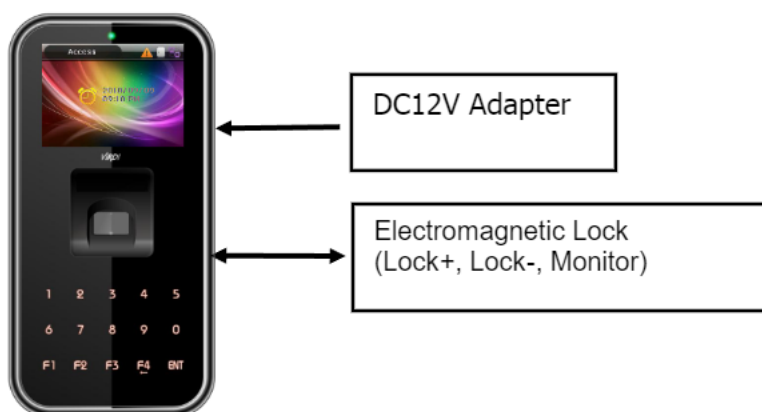 Access
DC12V Adapter
ViRDI
Electromagnetic Lock
(Lock+, Lock-, Monitor)
1 2 3 4 5
6 7 8 9 0
F1 F2 F3 F4 ENT